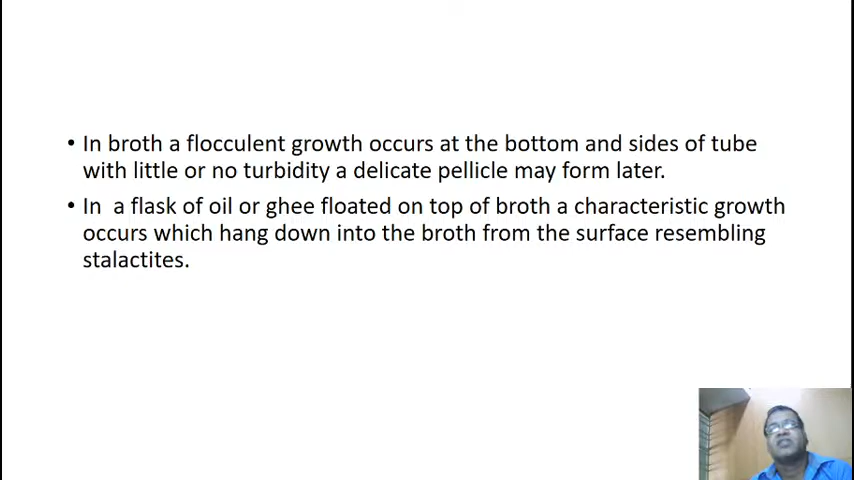 • In broth a flocculent growth occurs at the bottom and sides of tube
with little or no turbidity a delicate pellicle may form later.
• In  a flask of oil or ghee floated on top of broth a characteristic growth
occurs which hang down into the broth from the surface resembling
stalactites.